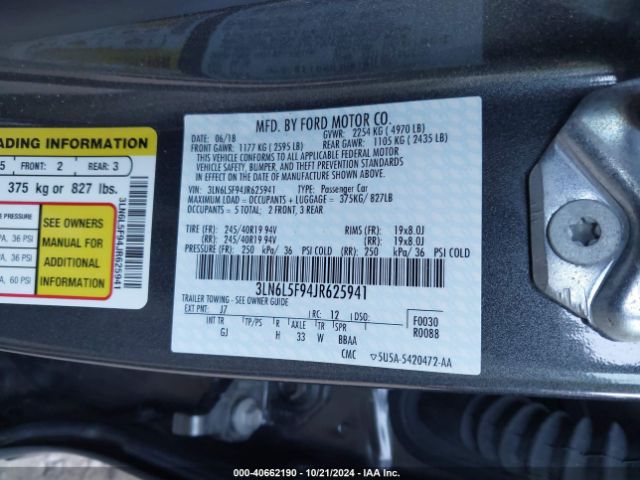 ADING INFORMATION
5 FRONT: 2 REAR: 3
375 kg or 827 lbs.
E PRESSURE
PA, 36 PSI
PA, 36 PSI
A, 60 PSI
SEE OWNERS
MANUAL FOR
ADDITIONAL
INFORMATION
3LN6L5F94JR625941
MFD. BY FORD MOTOR CO.
06/18 GVWR: 2254 KG ( 4970 LB)
FRONT GAWR: 1177 KG ( 2595 LB) REAR GAWR: 1105 KG ( 2435 LB)
THIS VEHICLE CONFORMS TO ALL APPLICABLE FEDERAL MOTOR
VEHICLE SAFETY, BUMPER, AND THEFT PREVENTION STANDARDS
IN EFFECT ON THE DATE OF MANUFACTURE SHOWN ABOVE.
VIN: 3LN6L5F94JR625941 TYPE: Passenger Car
MAXIMUM LOAD = OCCUPANTS + LUGGAGE = 375KG/ 827LB
OCCUPANTS = 5 TOTAL: 2 FRONT, 3 REAR
TIRE (FR): 245/40R19 94V RIMS (FR): 19x8.0J
(RR): 245/40R19 94V (RR): 19x8.0J
PRESSURE (FR): 250 kPa/ 36 PSI COLD (RR): 250 kPa/ 36 PSI COLD
3LN6L5F94JR625941
TRAILER TOWING - SEE OWNER GUIDE
EXT PNT: J7 RC: 12 DSO: F0030
INT TR TP/PS R AXLE TR SPR R0088
GJ H 33 W BBAA
CMC 5U5A-5420472-AA
000-40662190 - 10/21/2024 - IAA Inc.